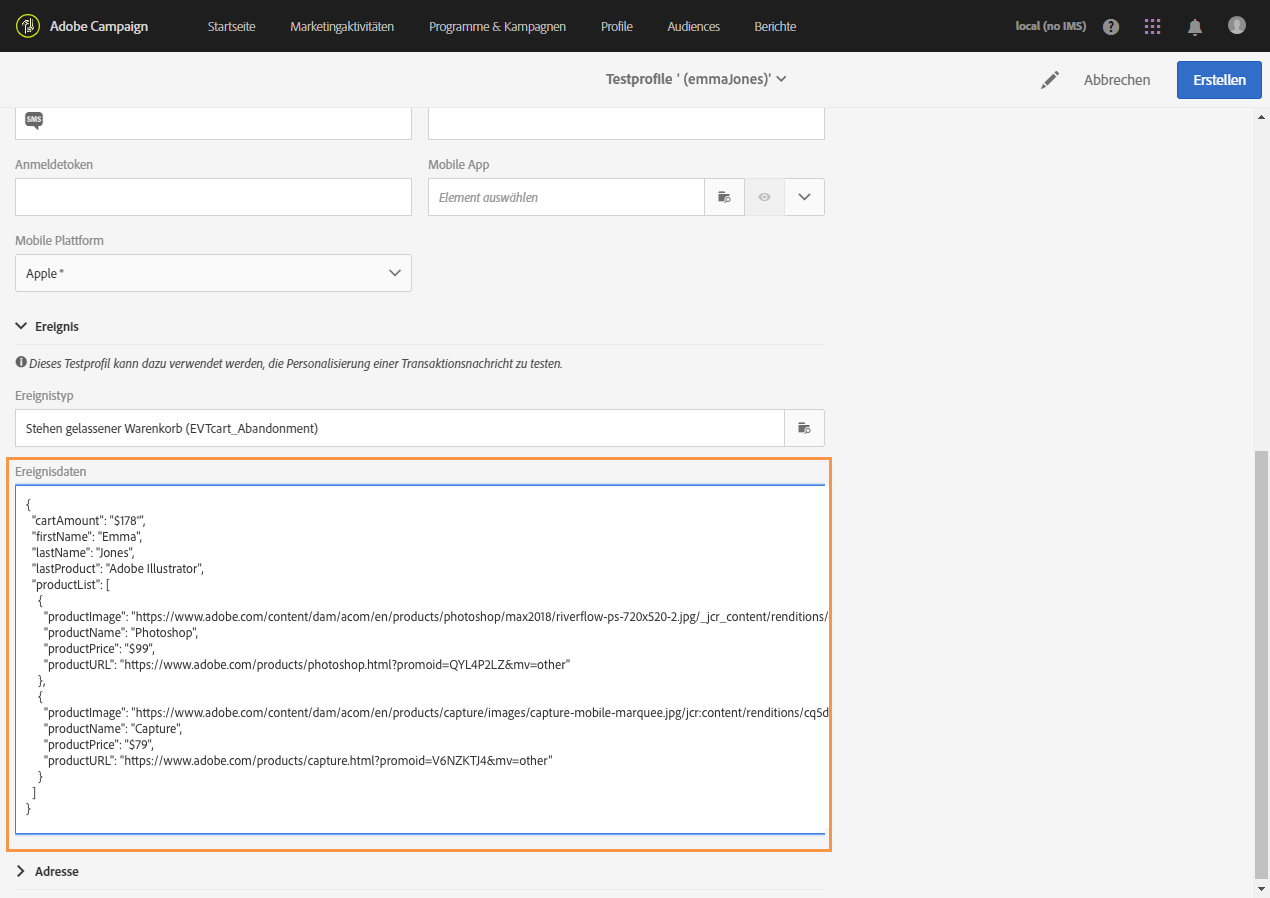 Adobe Campaign Startseite Marketingaktivitäten Programme & Kampagnen Profile Audiences Berichte local (no IMS) ?
Testprofile ' (emmaJones)' Abbrechen Erstellen
SMS
Anmeldetoken Mobile App
Element auswählen
Mobile Plattform
Apple *
Ereignis
Dieses Testprofil kann dazu verwendet werden, die Personalisierung einer Transaktionsnachricht zu testen.
Ereignistyp
Stehen gelassener Warenkorb (EVTcart_Abandonment)
Ereignisdaten
{
"cartAmount": "$178"",
"firstName": "Emma",
"lastName": "Jones",
"lastProduct": "Adobe Illustrator",
"productList": [
{
"productImage": "https://www.adobe.com/content/dam/acom/en/products/photoshop/max2018/riverflow-ps-720x520-2.jpg/_jcr_content/renditions/
"productName": "Photoshop",
"productPrice": "$99",
"productURL": "https://www.adobe.com/products/photoshop.html?promoid=QYL4P2LZ&mv=other"
},
{
"productImage": "https://www.adobe.com/content/dam/acom/en/products/capture/images/capture-mobile-marquee.jpg/jcr:content/renditions/cq5d
"productName": "Capture",
"productPrice": "$79",
"productURL": "https://www.adobe.com/products/capture.html?promoid=V6NZKTJ4&mv=other"
}
]
}
Adresse